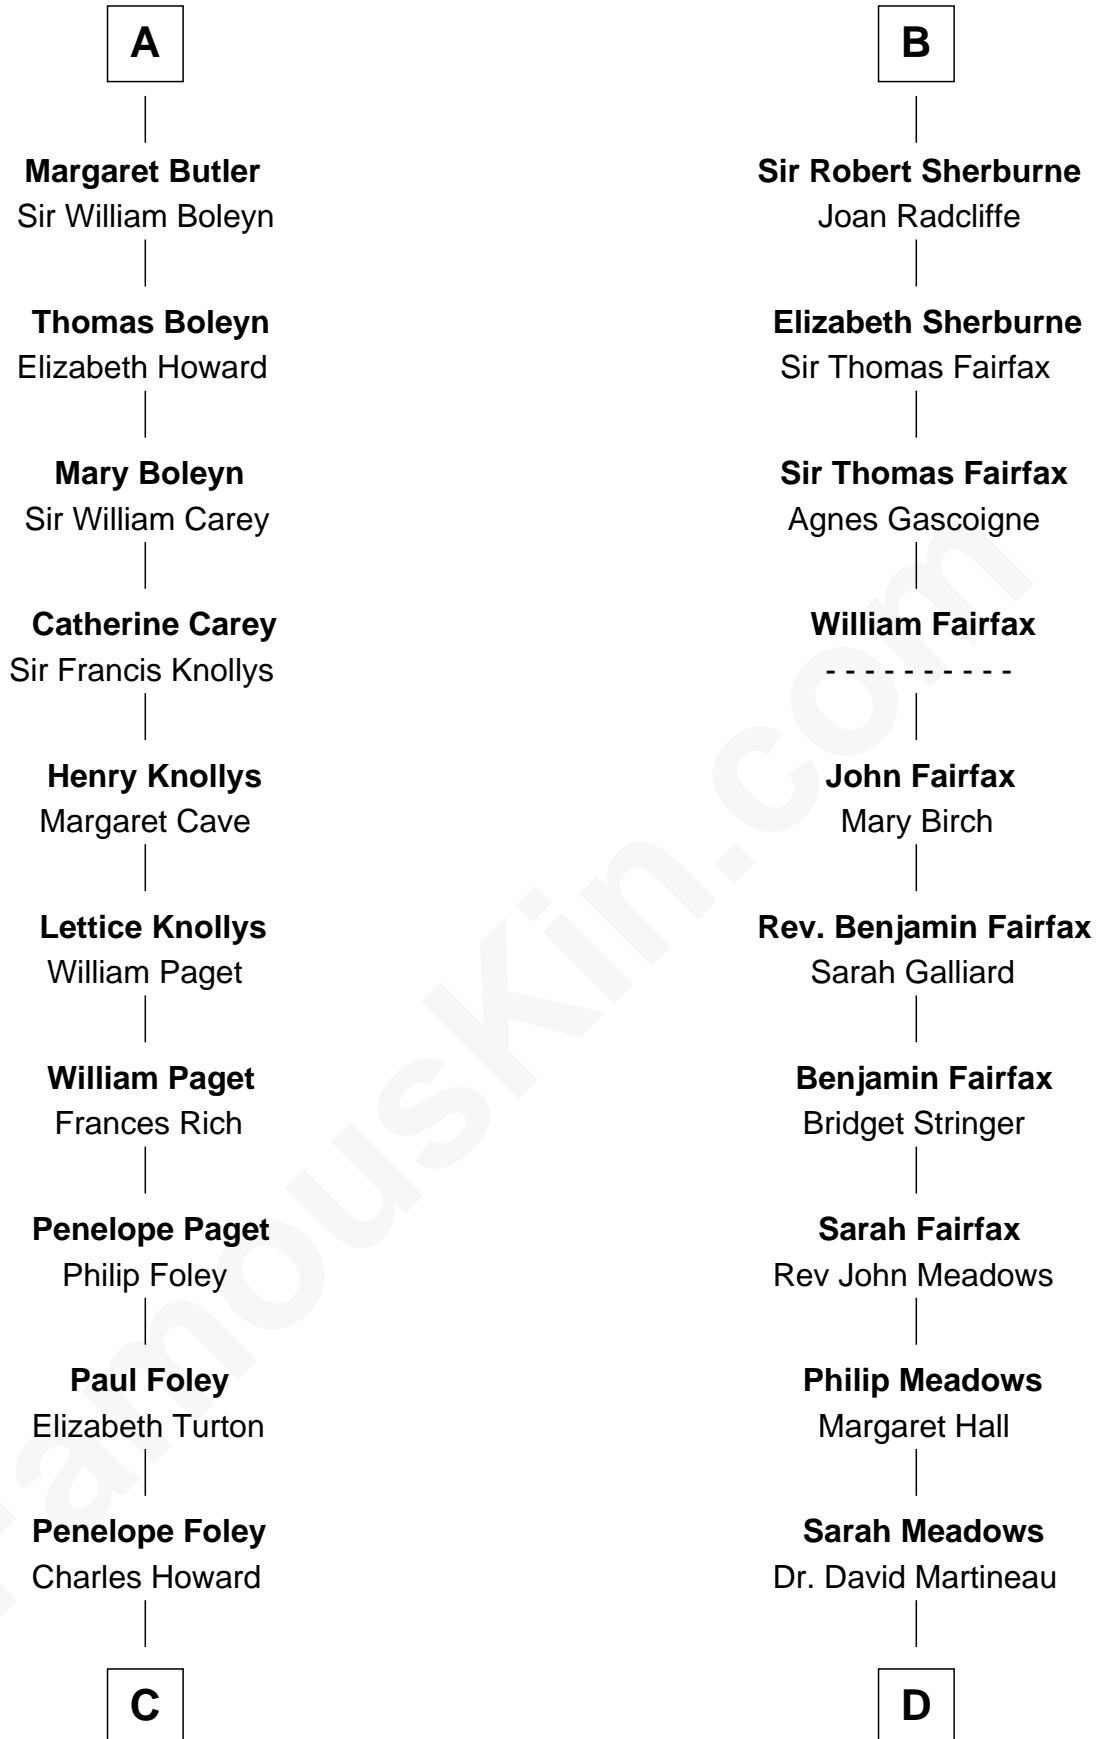 A
Margaret Butler
Sir William Boleyn
Thomas Boleyn
Elizabeth Howard
Mary Boleyn
Sir William Carey
Catherine Carey
Sir Francis Knollys
Henry Knollys
Margaret Cave
Lettice Knollys
William Paget
William Paget
Frances Rich
Penelope Paget
Philip Foley
Paul Foley
Elizabeth Turton
Penelope Foley
Charles Howard
C
B
Sir Robert Sherburne
Joan Radcliffe
Elizabeth Sherburne
Sir Thomas Fairfax
Sir Thomas Fairfax
Agnes Gascoigne
William Fairfax
- - - - - - - - - -
John Fairfax
Mary Birch
Rev. Benjamin Fairfax
Sarah Galliard
Benjamin Fairfax
Bridget Stringer
Sarah Fairfax
Rev John Meadows
Philip Meadows
Margaret Hall
Sarah Meadows
Dr. David Martineau
D
FamousKin.com